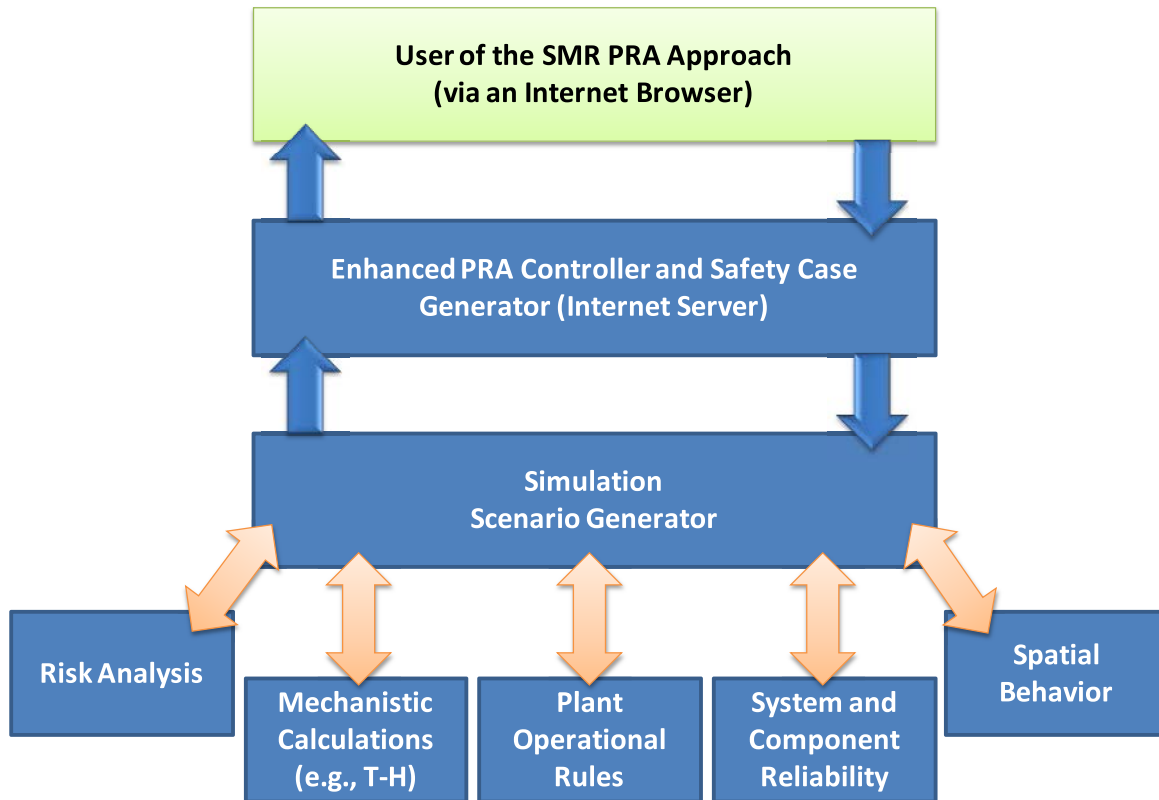 User of the SMR PRA Approach
(via an Internet Browser)
Enhanced PRA Controller and Safety Case
Generator (Internet Server)
Simulation
Scenario Generator
Risk Analysis
Mechanistic
Calculations
(e.g., T-H)
Plant
Operational
Rules
System and
Component
Reliability
Spatial
Behavior